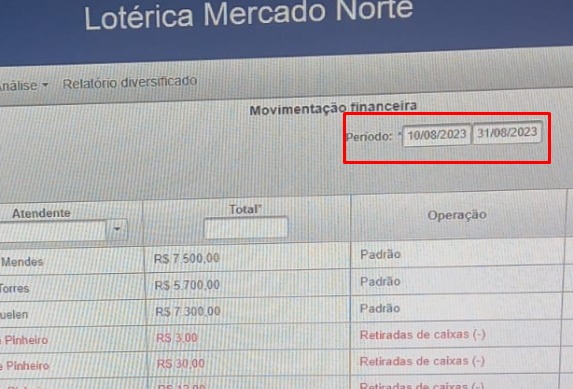 Lotérica Mercado Norte
nálise Relatório diversificado
Movimentação financeira
Período: * 10/08/2023 31/08/2023
Atendente Total* Operação
Mendes R$ 7.500,00 Padrão
Torres R$ 5.700,00 Padrão
uelen R$ 7.300,00 Padrão
Pinheiro R$ 3,00 Retiradas de caixas (-)
Pinheiro R$ 30,00 Retiradas de caixas (-)
Retiradas de caixas (-)